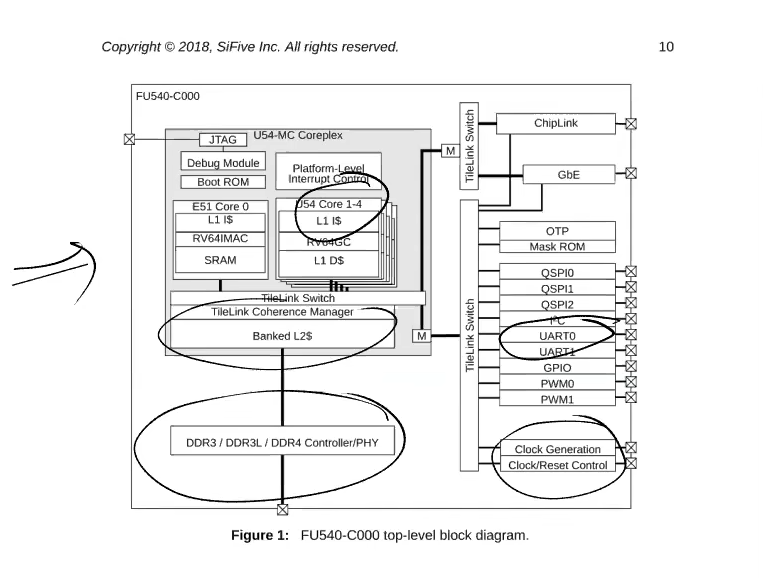 Copyright © 2018, SiFive Inc. All rights reserved. 10
FU540-C000
JTAG
U54-MC Coreplex
Debug Module
Boot ROM
Platform-Level
Interrupt Control
E51 Core 0
L1 I$
RV64IMAC
SRAM
U54 Core 1-4
L1 I$
RV64GC
L1 D$
TileLink Switch
TileLink Coherence Manager
Banked L2$
M
M
TileLink Switch
TileLink Switch
ChipLink
GbE
OTP
Mask ROM
QSPI0
QSPI1
QSPI2
I²C
UART0
UART1
GPIO
PWM0
PWM1
Clock Generation
Clock/Reset Control
DDR3 / DDR3L / DDR4 Controller/PHY
Figure 1: FU540-C000 top-level block diagram.